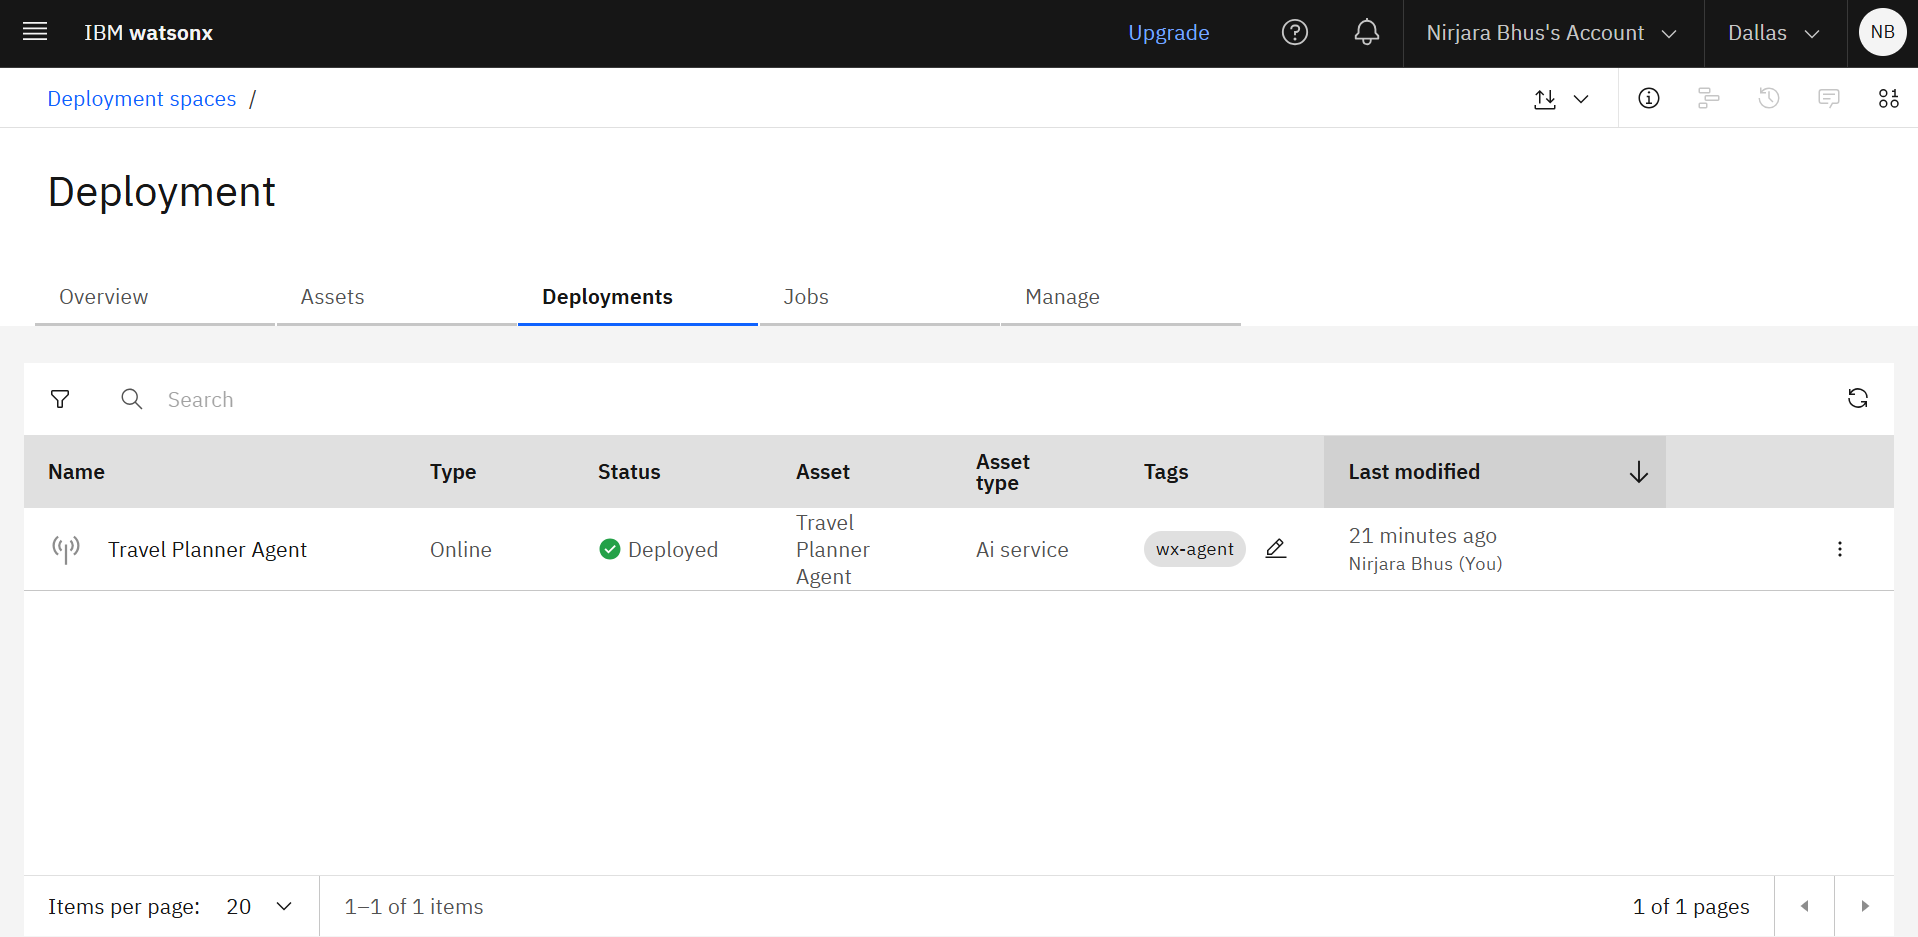 IBM watsonx
Upgrade
Nirjara Bhus's Account
Dallas
NB
Deployment spaces /
Deployment
Overview
Assets
Deployments
Jobs
Manage
Search
Name
Type
Status
Asset
Asset
type
Tags
Last modified
Travel Planner Agent
Online
Deployed
Travel
Planner
Agent
Ai service
wx-agent
21 minutes ago
Nirjara Bhus (You)
Items per page: 20
1–1 of 1 items
1 of 1 pages